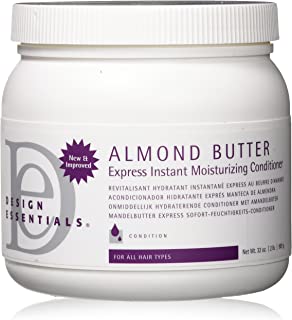 New &
Improved
DESIGN
ESSENTIALS®
ALMOND BUTTER
Express Instant Moisturizing Conditioner
REVITALISANT HYDRATANT INSTANTANÉ EXPRESS AU BEURRE D'AMANDE
ACONDICIONADOR HIDRATANTE EXPRÉS MANTECA DE ALMENDRA
ONMIDDELLIJK HYDRATERENDE CONDITIONER MET AMANDELBUTTER
MANDELBUTTER EXPRESS SOFORT-FEUCHTIGKEITS-CONDITIONER
CONDITION
FOR ALL HAIR TYPES
Net Wt. 32 oz.